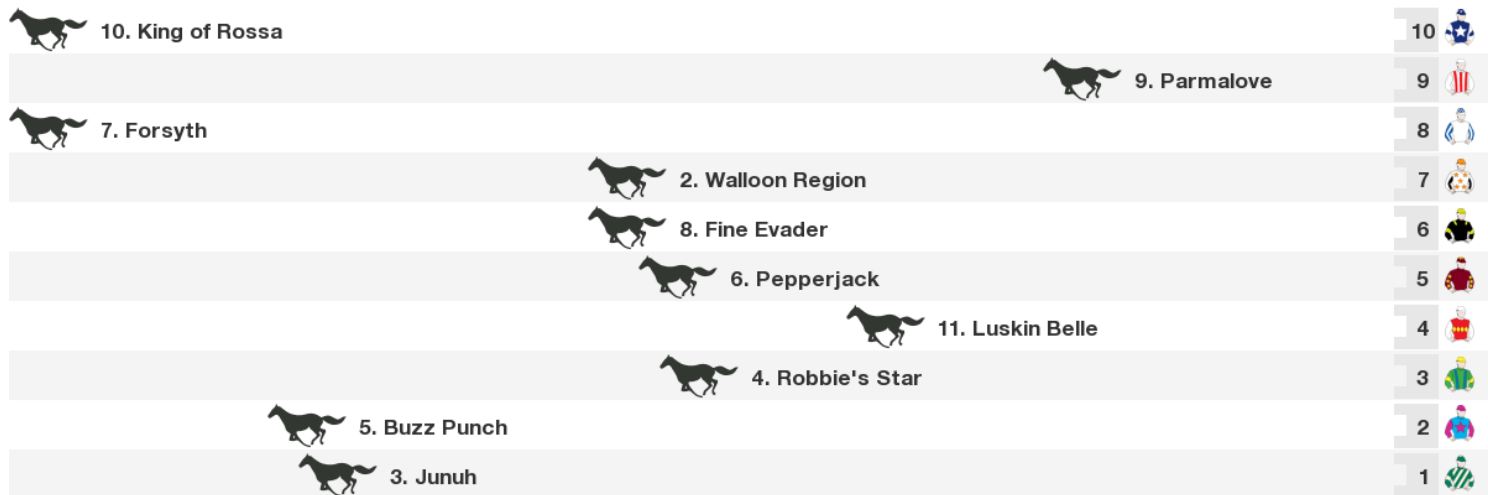 10. King of Rossa 10
9. Parmalove 9
7. Forsyth 8
2. Walloon Region 7
8. Fine Evader 6
6. Pepperjack 5
11. Luskin Belle 4
4. Robbie's Star 3
5. Buzz Punch 2
3. Junuh 1